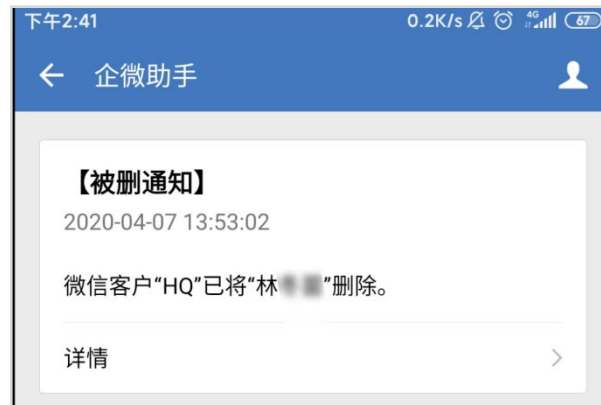 下午2:41 0.2K/s 4G 67
企微助手
【被删通知】
2020-04-07 13:53:02
微信客户“HQ”已将“林”删除。
详情